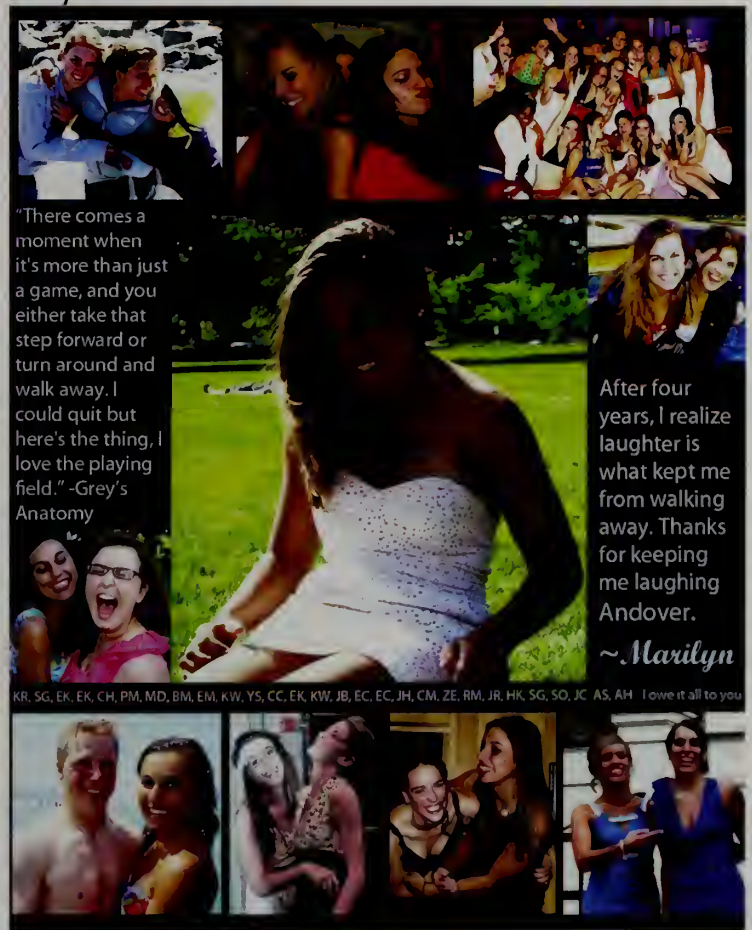 "There comes a
moment when
it's more than just
a game, and you
either take that
step forward or
turn around and
walk away. I
could quit but
here's the thing, I
love the playing
field." -Grey's
Anatomy
After four
years, I realize
laughter is
what kept me
from walking
away. Thanks
for keeping
me laughing
Andover.
~Marilyn
KR, SG, EK, EK, CH, PM, MD, BM, EM, KW, YS, CC, EK, KW, JB, EC, EC, JH, CM, ZE, RM, JR, HK, SG, SO, JC AS, AH I owe it all to you